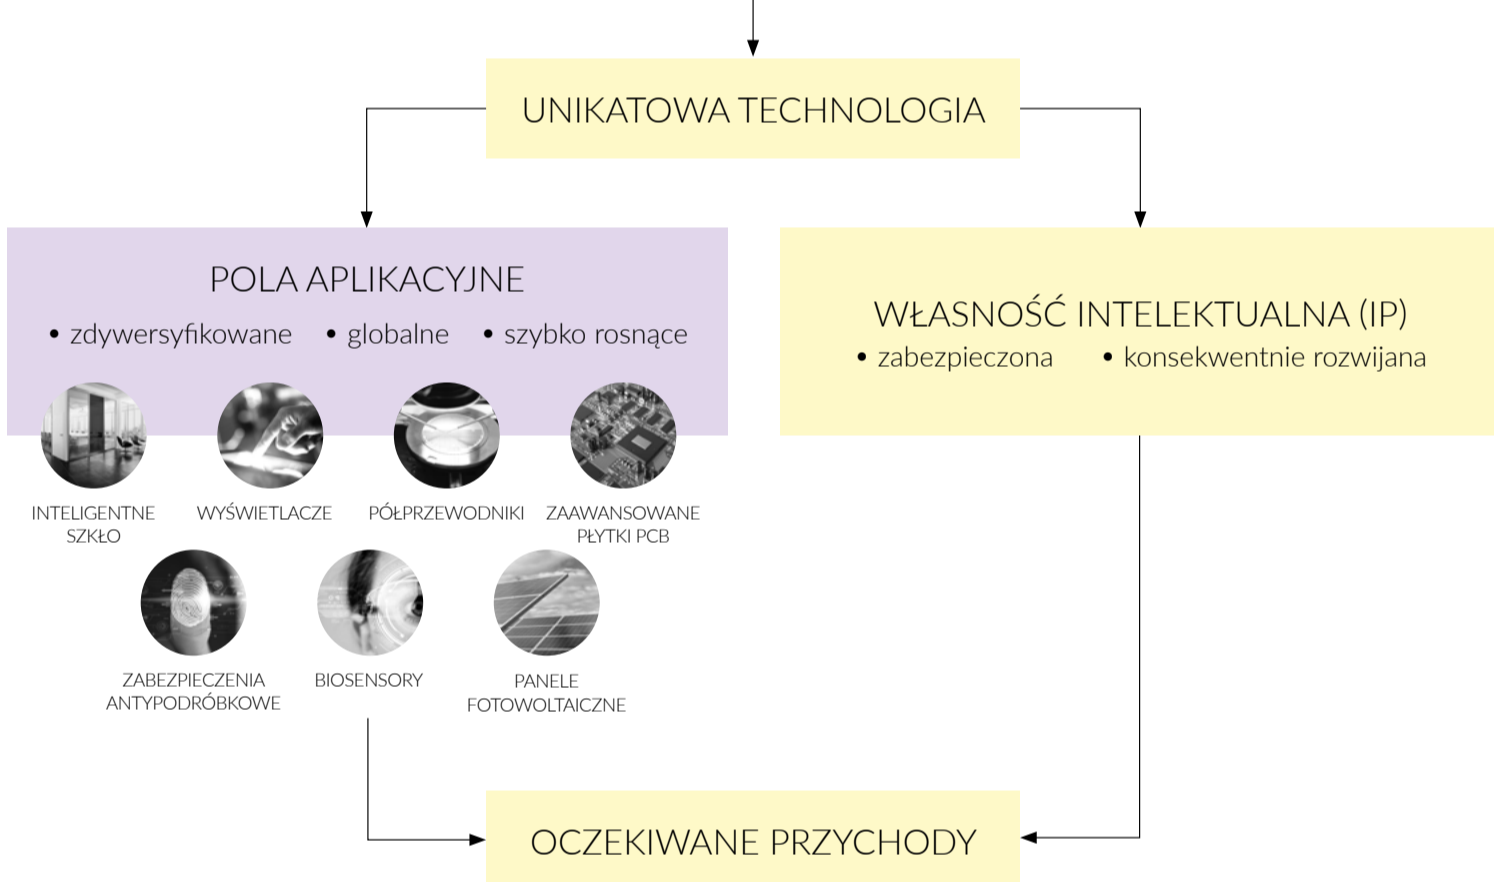 UNIKATOWA TECHNOLOGIA
POLA APLIKACYJNE
• zdywersyfikowane • globalne • szybko rosnące
INTELIGENTNE
SZKŁO
WYŚWIETLACZE
PÓŁPRZEWODNIKI
ZAAWANSOWANE
PŁYTKI PCB
ZABEZPIECZENIA
ANTYPODRÓBKOWE
BIOSENSORY
PANELE
FOTOWOLTAICZNE
WŁASNOŚĆ INTELEKTUALNA (IP)
• zabezpieczona • konsekwentnie rozwijana
OCZEKIWANE PRZYCHODY